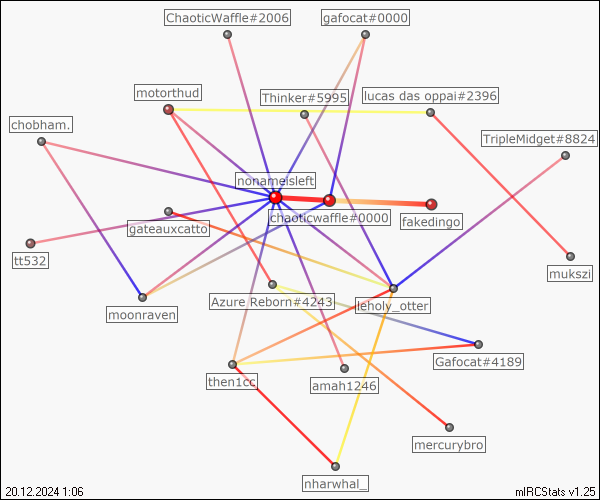 ChaoticWaffle#2006
gafocat#0000
motorthud
Thinker#5995
lucas das oppai#2396
chobham.
TripleMidget#8824
nonameisleft
chaoticwaffle#0000
fakedingo
gateauxcatto
tt532
mukszi
moonraven
Azure Reborn#4243
leholy_otter
Gafocat#4189
then1cc
amah1246
mercurybro
nharwhal_
20.12.2024 1:06
mIRCStats v1.25